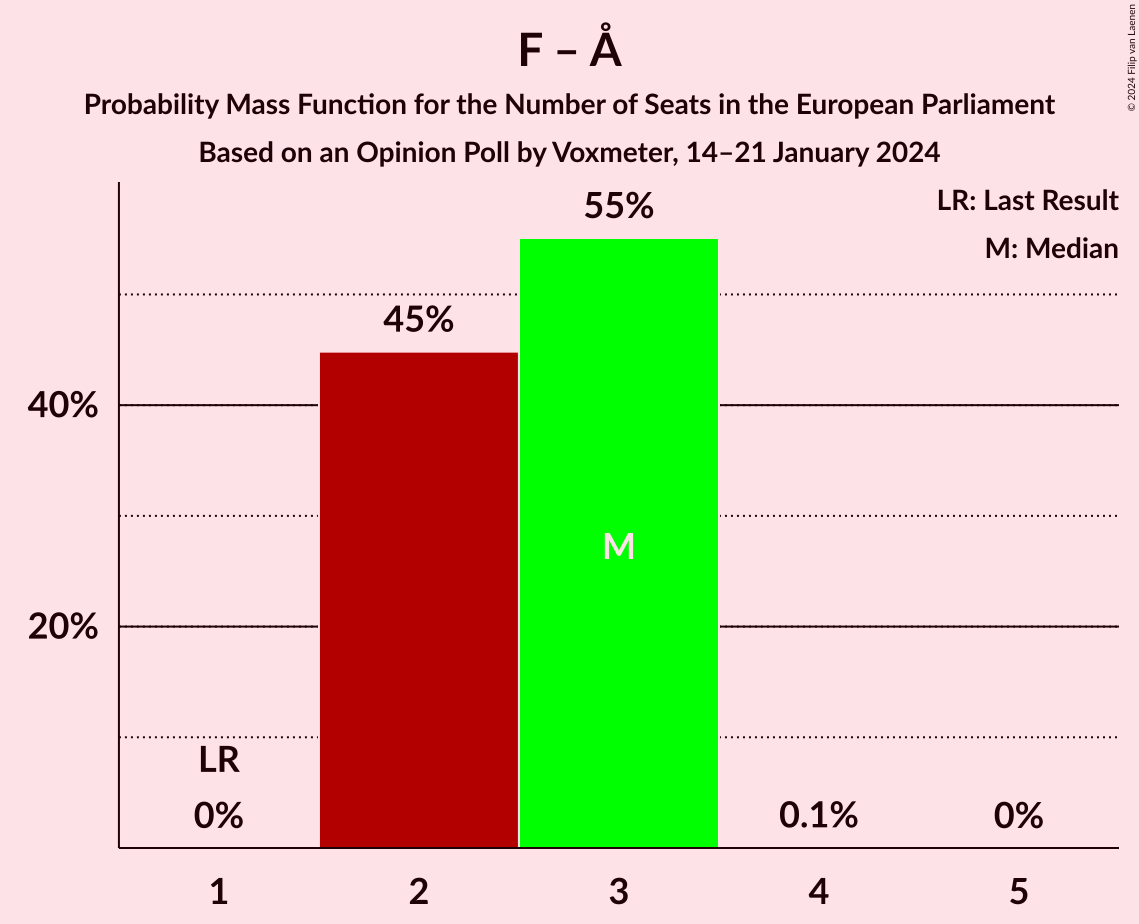 F – Å
Probability Mass Function for the Number of Seats in the European Parliament
Based on an Opinion Poll by Voxmeter, 14–21 January 2024
© 2024 Filip van Laenen
LR: Last Result
M: Median
55%
45%
40%
M
20%
LR
0%
0.1%
0%
1
2
3
4
5